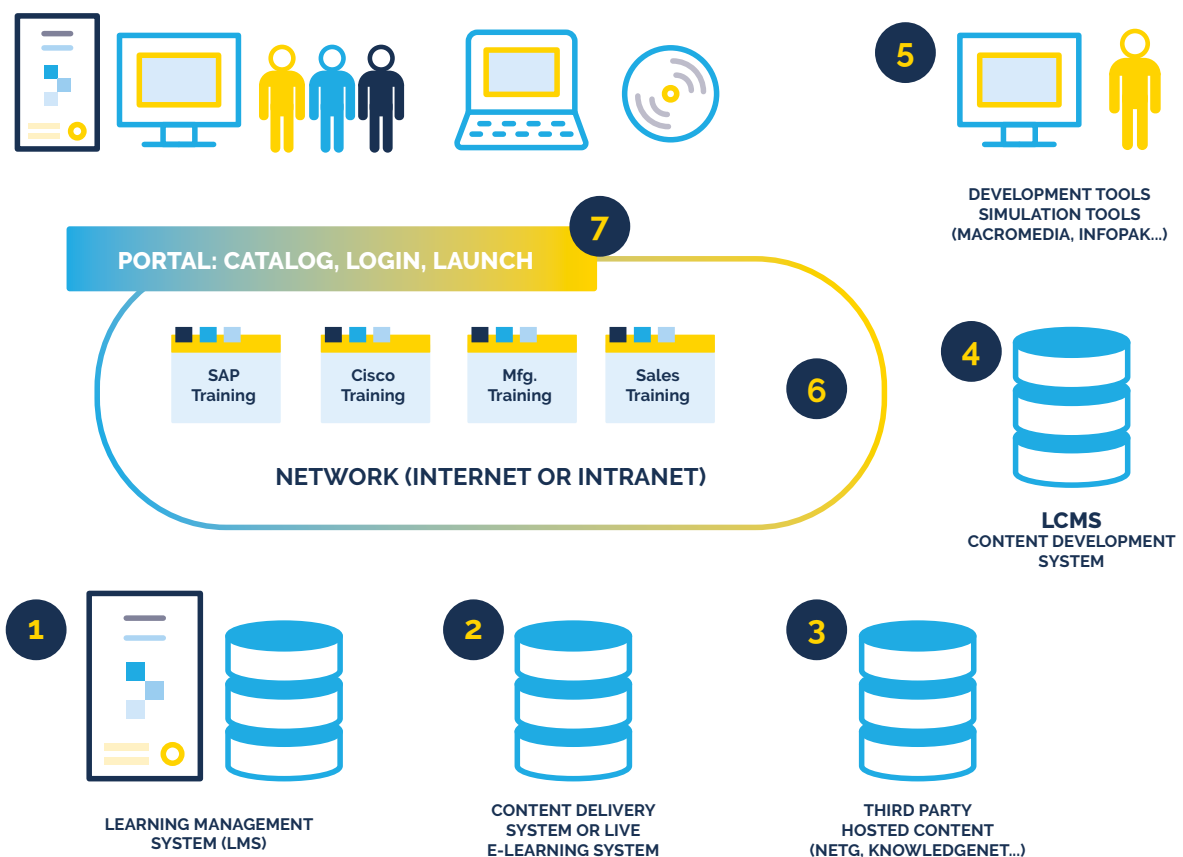 5
DEVELOPMENT TOOLS
SIMULATION TOOLS
(MACROMEDIA, INFOPAK...)
7
PORTAL: CATALOG, LOGIN, LAUNCH
SAP
Training
Cisco
Training
Mfg.
Training
Sales
Training
6
NETWORK (INTERNET OR INTRANET)
4
LCMS
CONTENT DEVELOPMENT
SYSTEM
1
LEARNING MANAGEMENT
SYSTEM (LMS)
2
CONTENT DELIVERY
SYSTEM OR LIVE
E-LEARNING SYSTEM
3
THIRD PARTY
HOSTED CONTENT
(NETG, KNOWLEDGENET...)